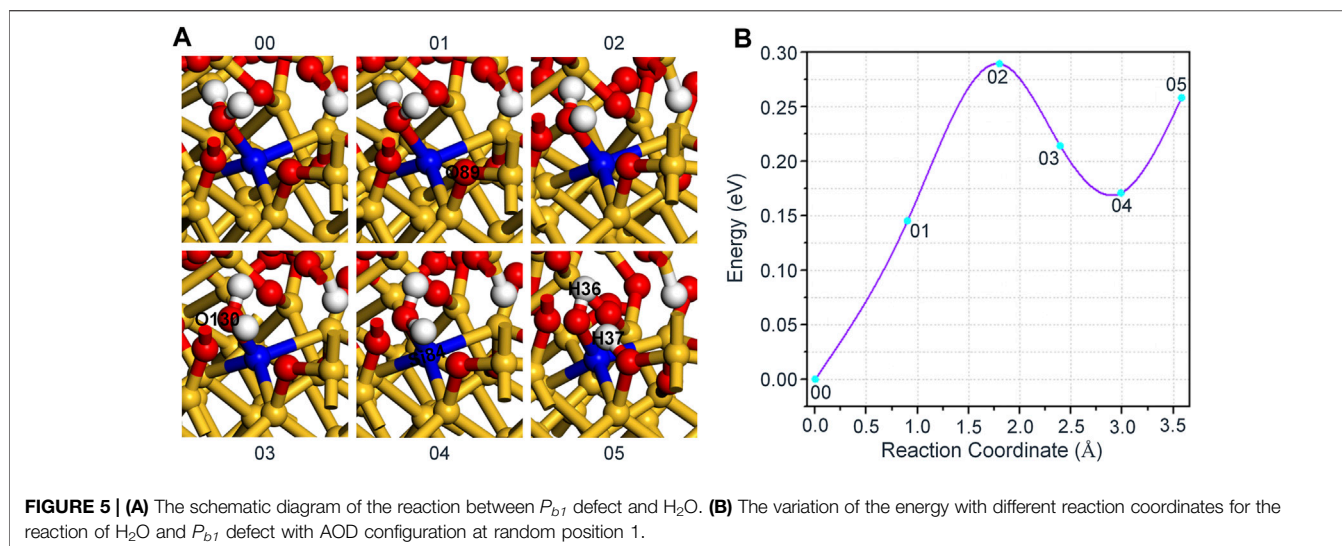 A
00
01
02
O89
O130
Si84
H36
H37
03
04
05
B
0.30
0.25
0.20
0.15
0.10
0.05
0.00
Energy (eV)
00
01
02
03
04
05
0.0 0.5 1.0 1.5 2.0 2.5 3.0 3.5
Reaction Coordinate (Å)
FIGURE 5 | (A) The schematic diagram of the reaction between Pb1 defect and H2O. (B) The variation of the energy with different reaction coordinates for the
reaction of H2O and Pb1 defect with AOD configuration at random position 1.